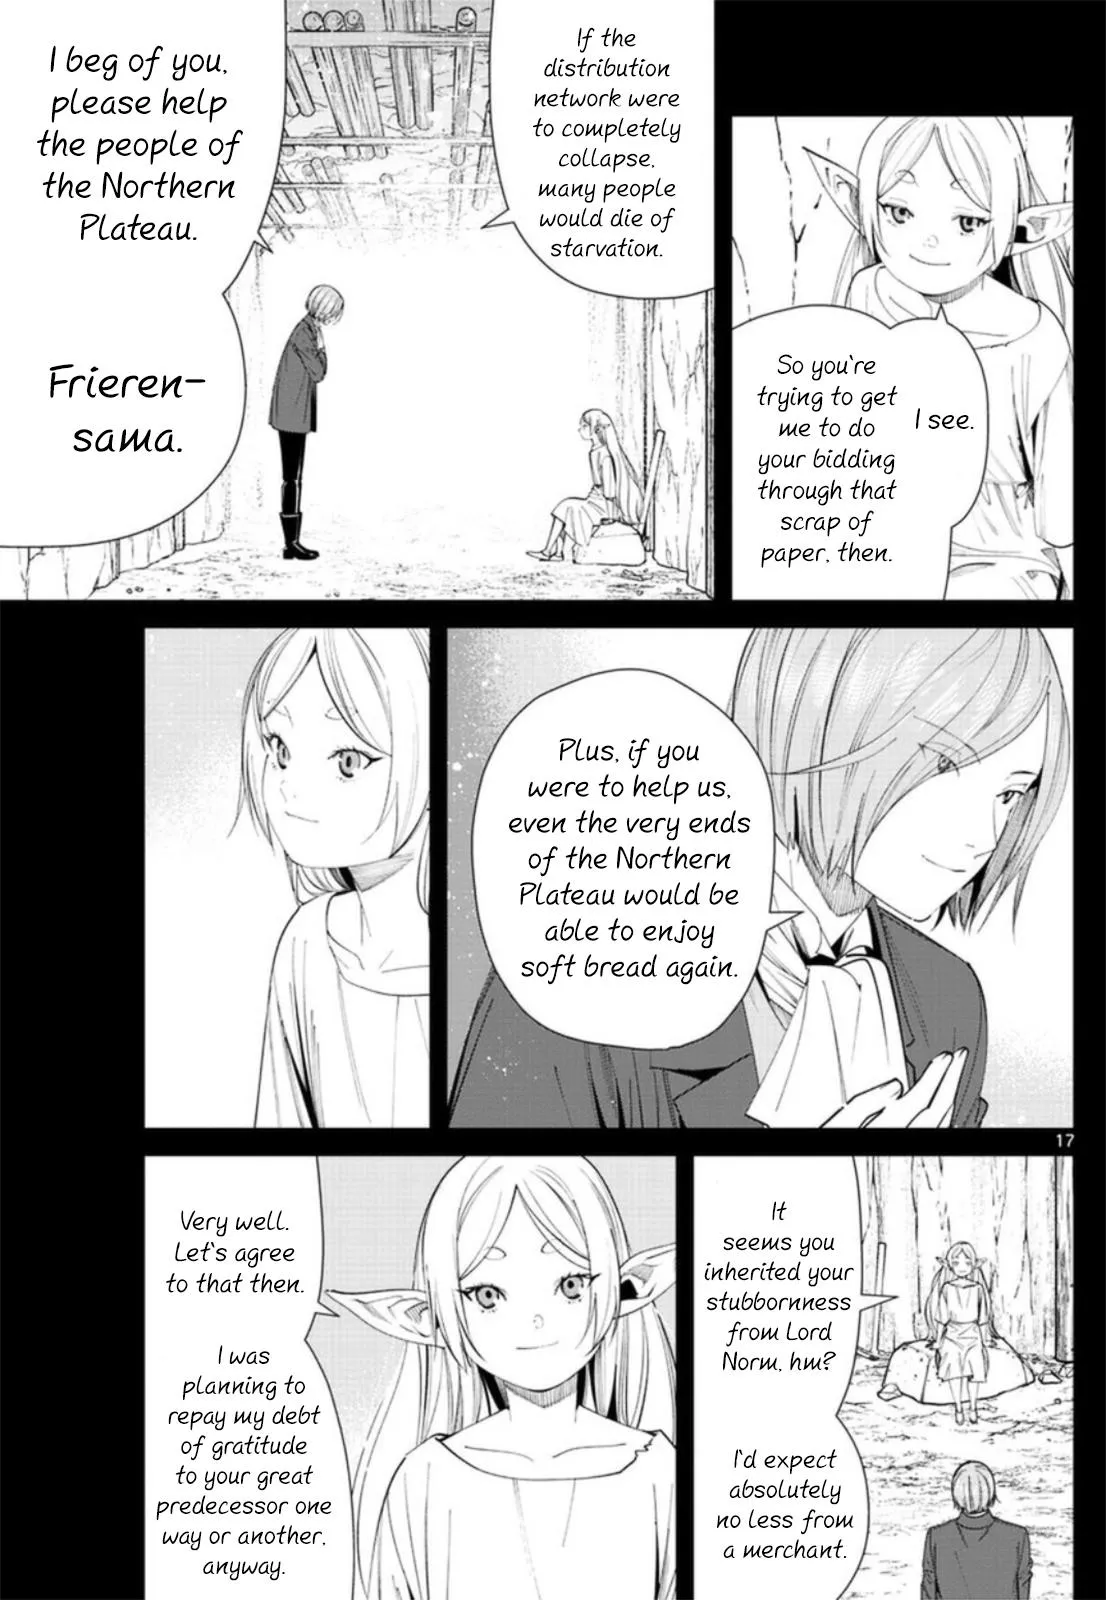 I see.
So you're
trying to get
me to do
your bidding
through that
scrap of
paper, then.
If the
distribution
network were
to completely
collapse,
many people
would die of
starvation.
I beg of you,
please help
the people of
the Northern
Plateau.
Frieren-
sama.
Plus, if you
were to help us,
even the very ends
of the Northern
Plateau would be
able to enjoy
soft bread again.
17
It
seems you
inherited your
stubbornness
from Lord
Norm, hm?
I'd expect
absolutely
no less from
a merchant.
Very well.
Let's agree
to that then.
I was
planning to
repay my debt
of gratitude
to your great
predecessor one
way or another,
anyway.